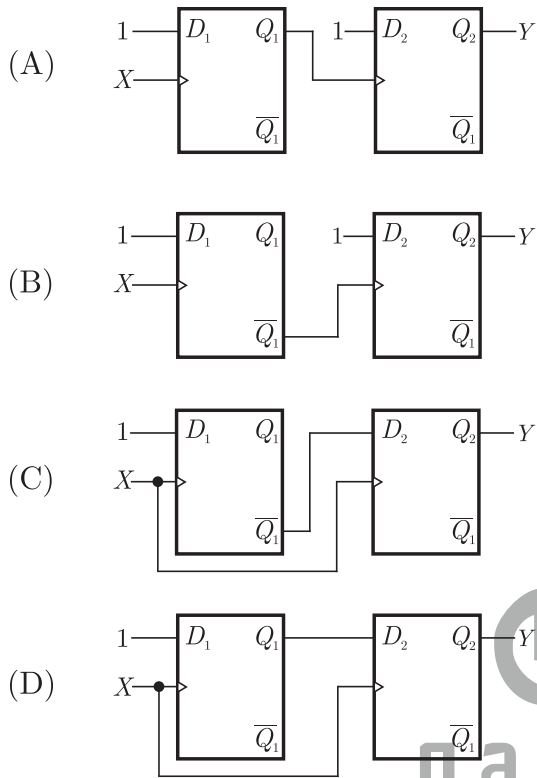 1 D₁ Q₁ 1 D₂ Q₂ Y
(A) X
Q̅₁ Q̅₁
1 D₁ Q₁ 1 D₂ Q₂ Y
(B) X
Q̅₁ Q̅₁
1 D₁ Q₁ D₂ Q₂ Y
(C) X
Q̅₁ Q̅₁
1 D₁ Q₁ D₂ Q₂ Y
(D) X
Q̅₁ Q̅₁